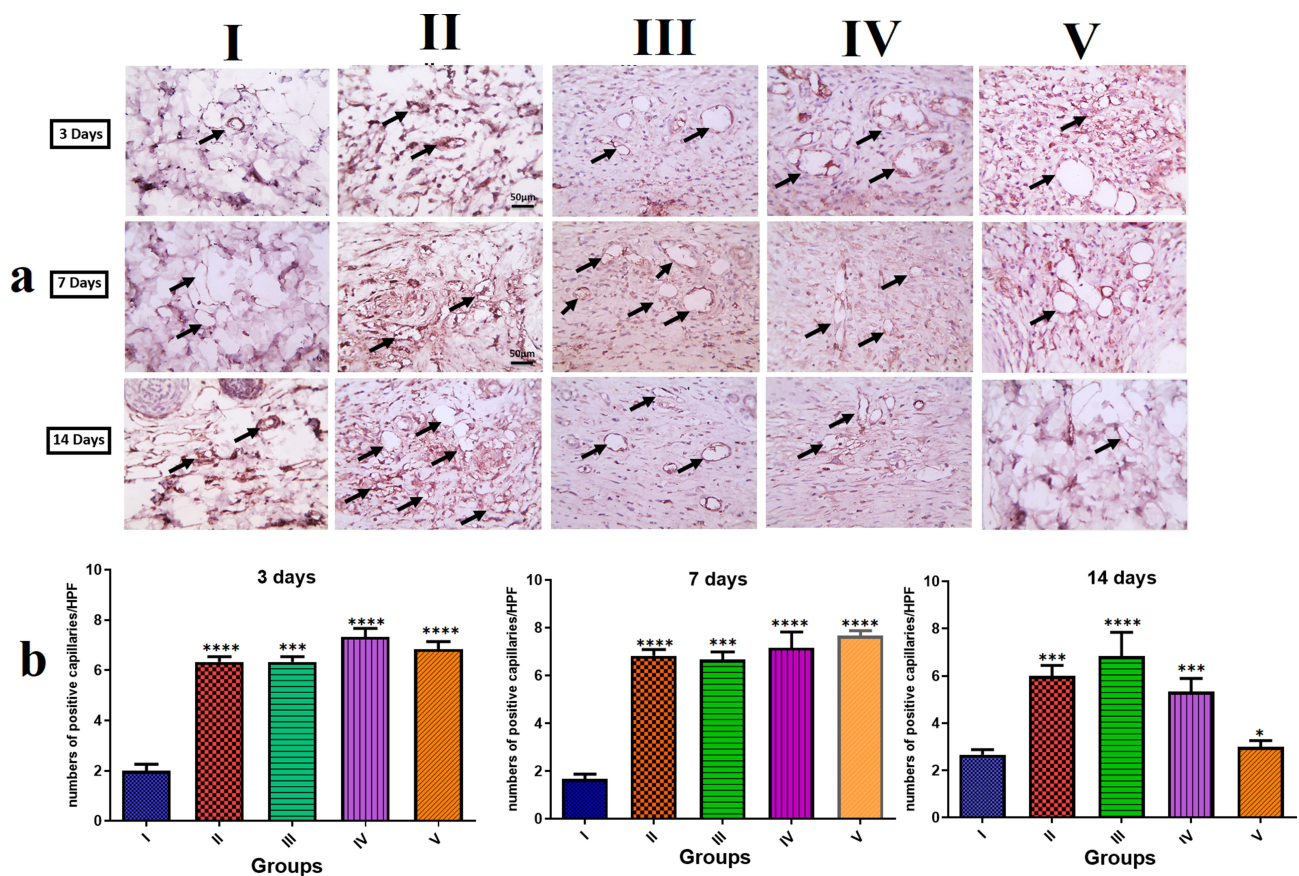 I II III IV V
3 Days
50µm
a
7 Days
50µm
14 Days
b
3 days
numbers of positive capillaries/HPF
10
8
6
4
2
0
**** *** **** ****
I II III IV V
Groups
7 days
numbers of positive capillaries/HPF
10
8
6
4
2
0
**** *** **** ****
I II III IV V
Groups
14 days
numbers of positive capillaries/HPF
10
8
6
4
2
0
*** **** *** *
I II III IV V
Groups